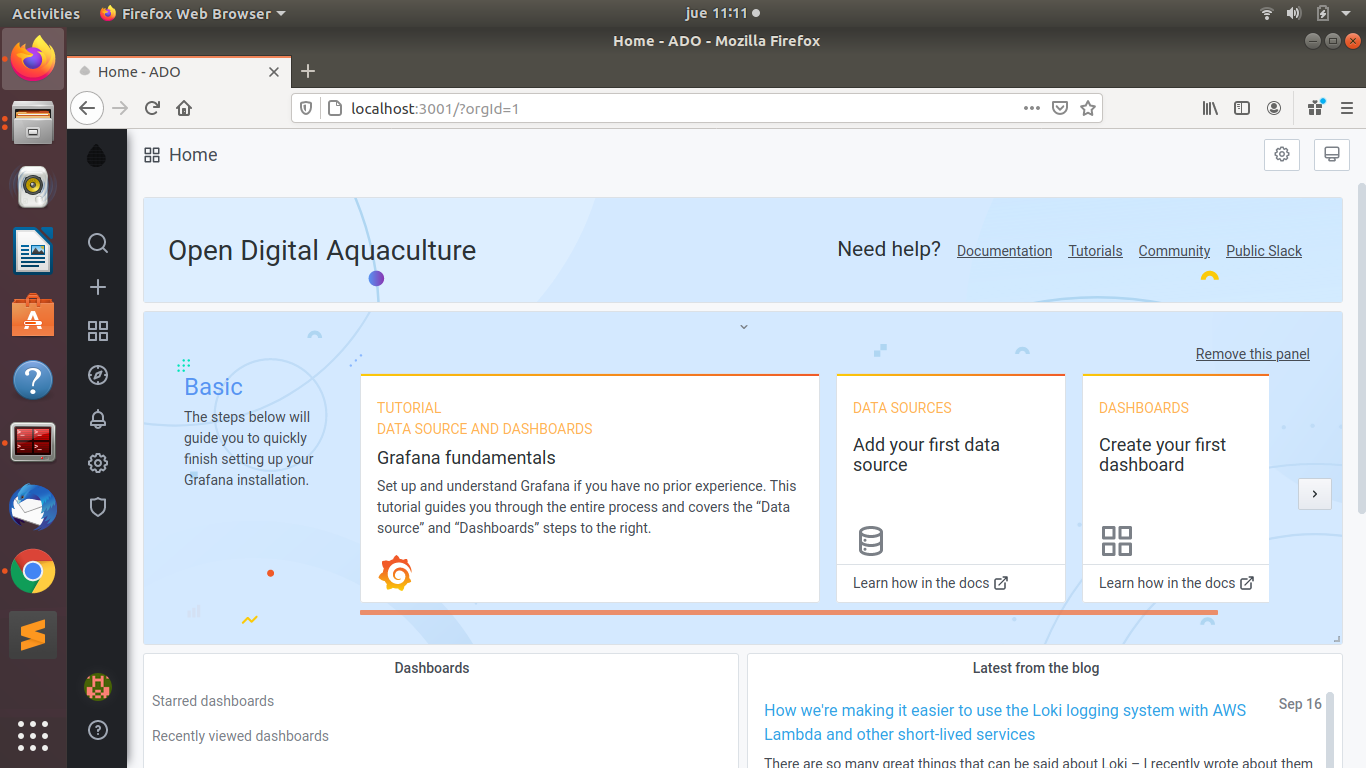 Activities
Firefox Web Browser
jue 11:11
Home - ADO - Mozilla Firefox
Home - ADO
localhost:3001/?orgId=1
Home
Open Digital Aquaculture
Need help? Documentation Tutorials Community Public Slack
Remove this panel
Basic
The steps below will
guide you to quickly
finish setting up your
Grafana installation.
TUTORIAL
DATA SOURCE AND DASHBOARDS
Grafana fundamentals
Set up and understand Grafana if you have no prior experience. This
tutorial guides you through the entire process and covers the “Data
source” and “Dashboards” steps to the right.
DATA SOURCES
Add your first data
source
Learn how in the docs
DASHBOARDS
Create your first
dashboard
Learn how in the docs
Dashboards
Starred dashboards
Recently viewed dashboards
Latest from the blog
Sep 16
How we're making it easier to use the Loki logging system with AWS
Lambda and other short-lived services
There are so many great things that can be said about Loki – I recently wrote about them